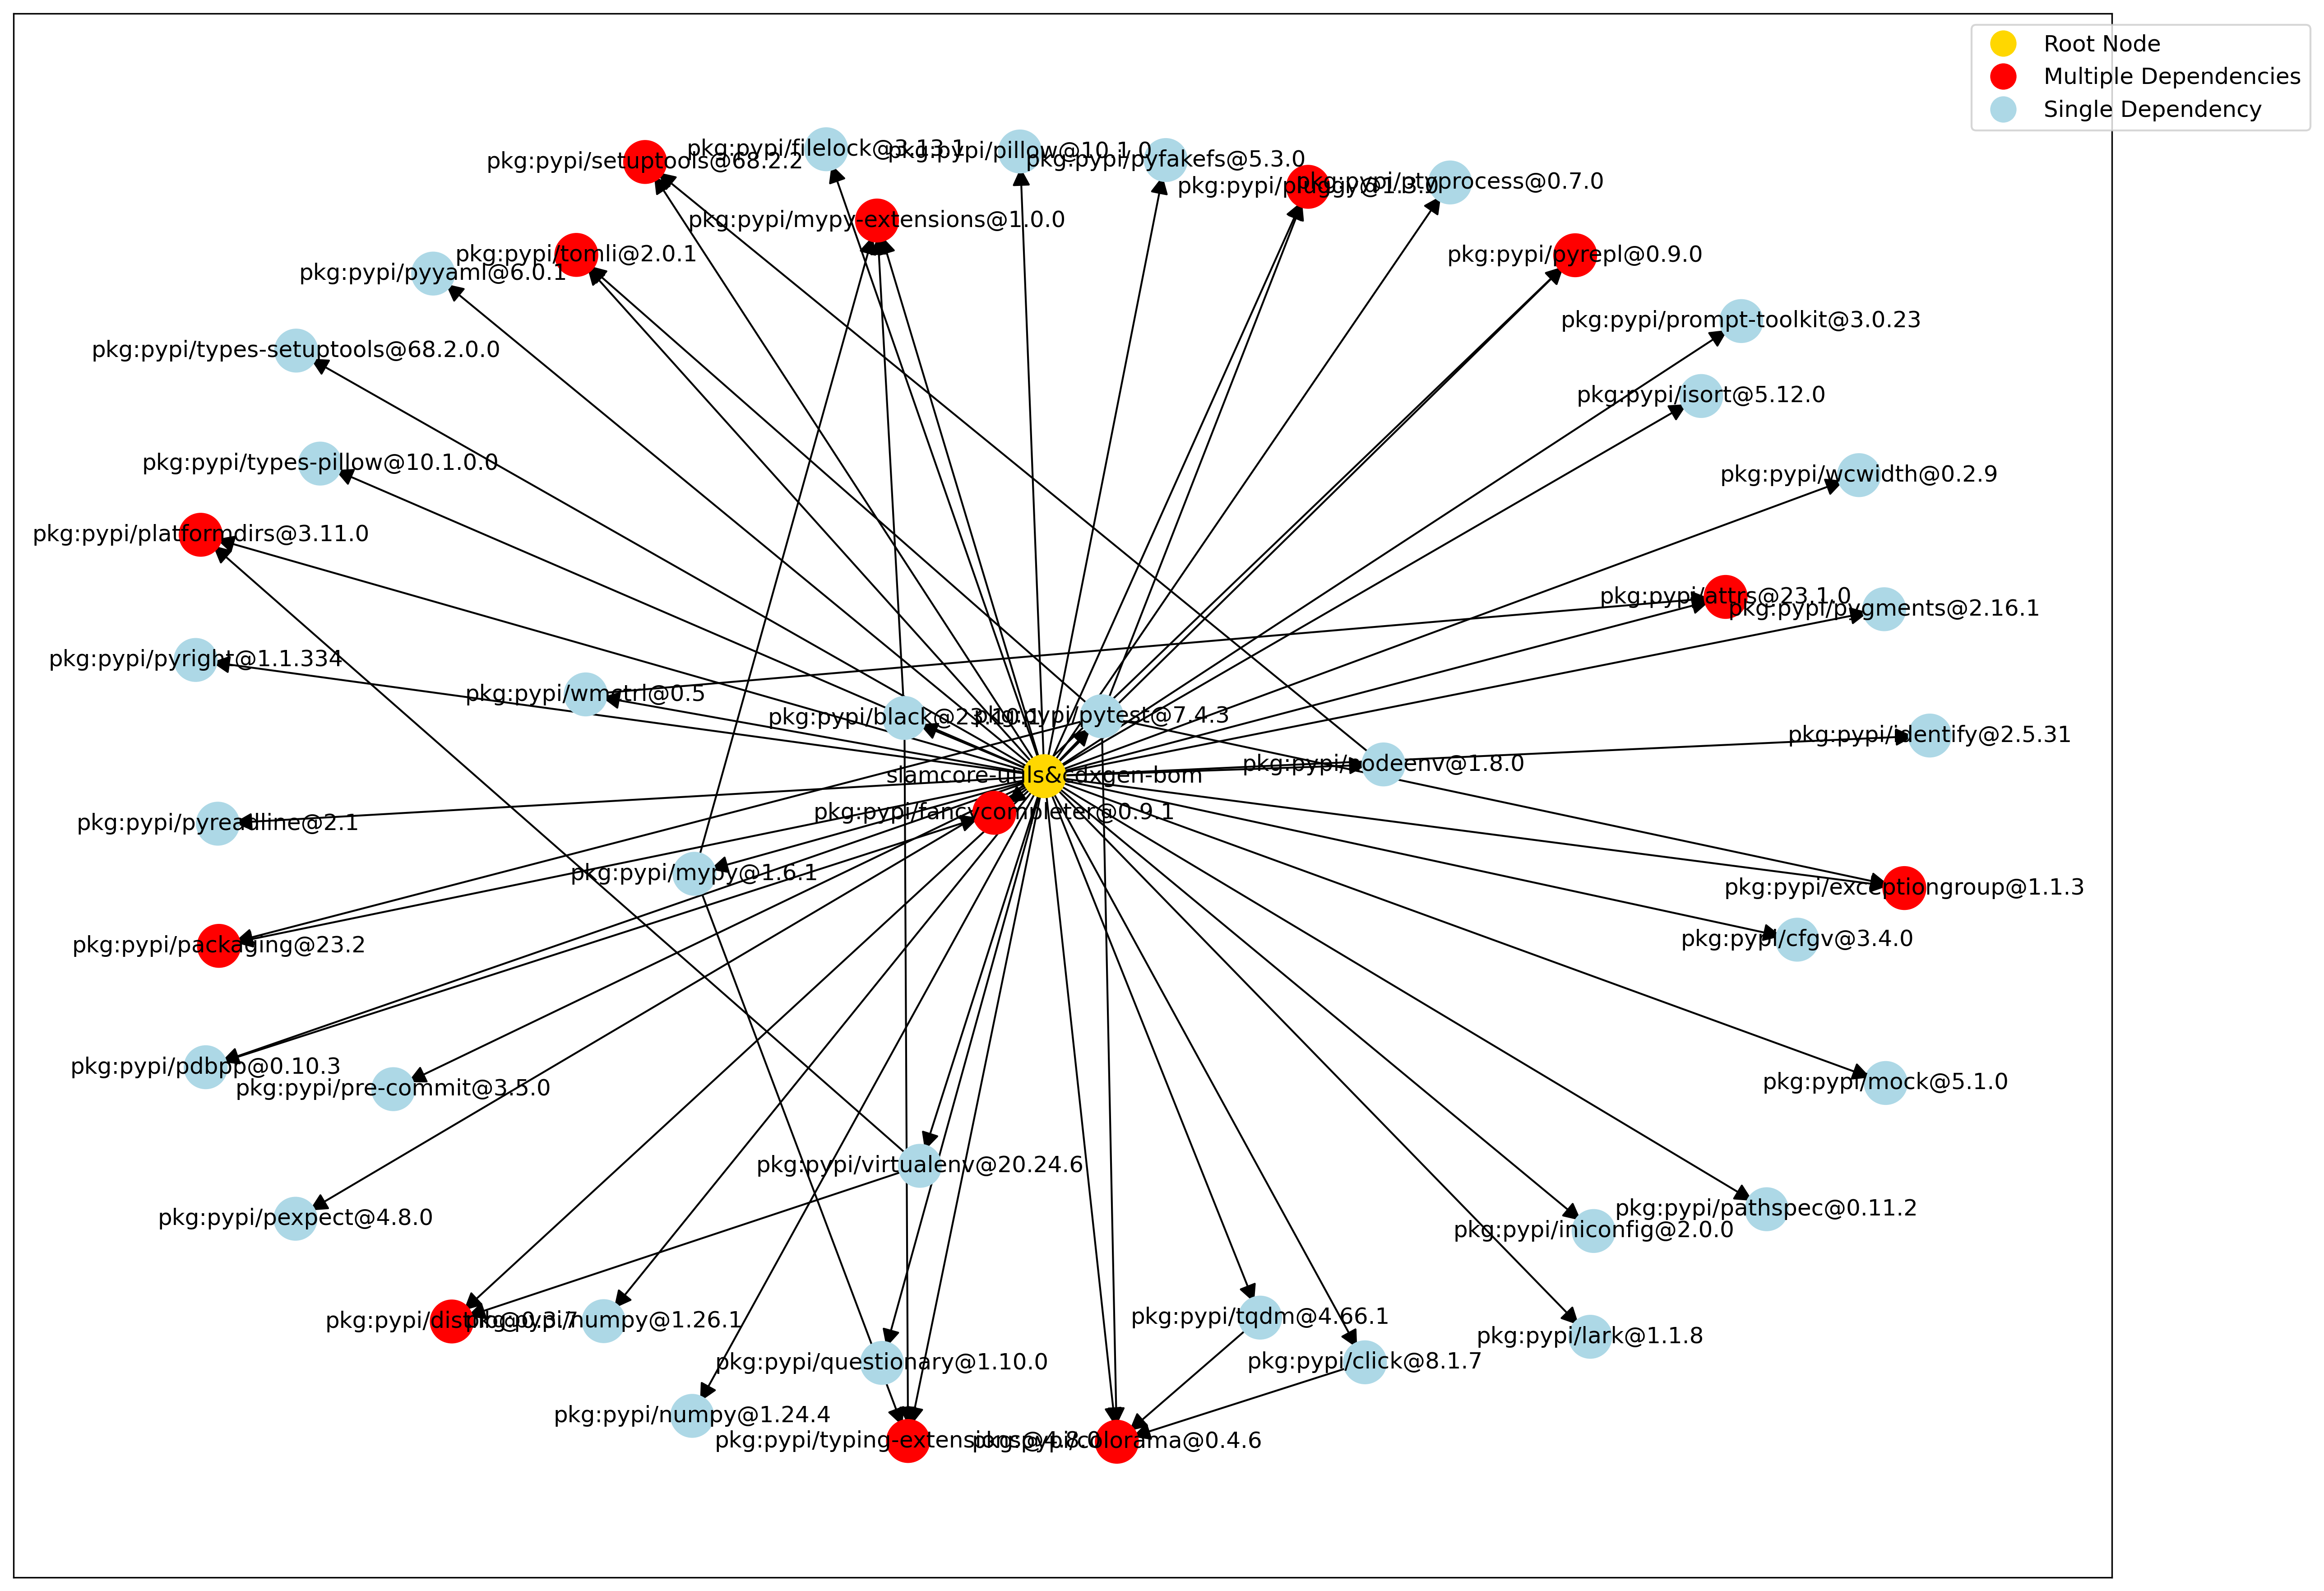 Root Node
Multiple Dependencies
Single Dependency
pkg:pypi/filelock@3.13.1
pkg:pypi/pillow@10.1.0
pkg:pypi/pyfakefs@5.3.0
pkg:pypi/setuptools@68.2.2
pkg:pypi/pluggy@1.3.0
pkg:pypi/ptyprocess@0.7.0
pkg:pypi/mypy-extensions@1.0.0
pkg:pypi/tomli@2.0.1
pkg:pypi/pyrepl@0.9.0
pkg:pypi/pyyaml@6.0.1
pkg:pypi/prompt-toolkit@3.0.23
pkg:pypi/types-setuptools@68.2.0.0
pkg:pypi/isort@5.12.0
pkg:pypi/types-pillow@10.1.0.0
pkg:pypi/wcwidth@0.2.9
pkg:pypi/platformdirs@3.11.0
pkg:pypi/attrs@23.1.0
pkg:pypi/pygments@2.16.1
pkg:pypi/pyright@1.1.334
pkg:pypi/wmctrl@0.5
pkg:pypi/black@23.10.1
pkg:pypi/pytest@7.4.3
pkg:pypi/identify@2.5.31
pkg:pypi/nodeenv@1.8.0
slamcore-utils&cdxgen-bom
pkg:pypi/fancycompleter@0.9.1
pkg:pypi/pyreadline@2.1
pkg:pypi/mypy@1.6.1
pkg:pypi/exceptiongroup@1.1.3
pkg:pypi/packaging@23.2
pkg:pypi/cfgv@3.4.0
pkg:pypi/pdbpp@0.10.3
pkg:pypi/pre-commit@3.5.0
pkg:pypi/mock@5.1.0
pkg:pypi/virtualenv@20.24.6
pkg:pypi/pexpect@4.8.0
pkg:pypi/pathspec@0.11.2
pkg:pypi/iniconfig@2.0.0
pkg:pypi/distlib@0.3.7
pkg:pypi/numpy@1.26.1
pkg:pypi/tqdm@4.66.1
pkg:pypi/lark@1.1.8
pkg:pypi/questionary@1.10.0
pkg:pypi/click@8.1.7
pkg:pypi/numpy@1.24.4
pkg:pypi/typing-extensions@4.8.0
pkg:pypi/colorama@0.4.6